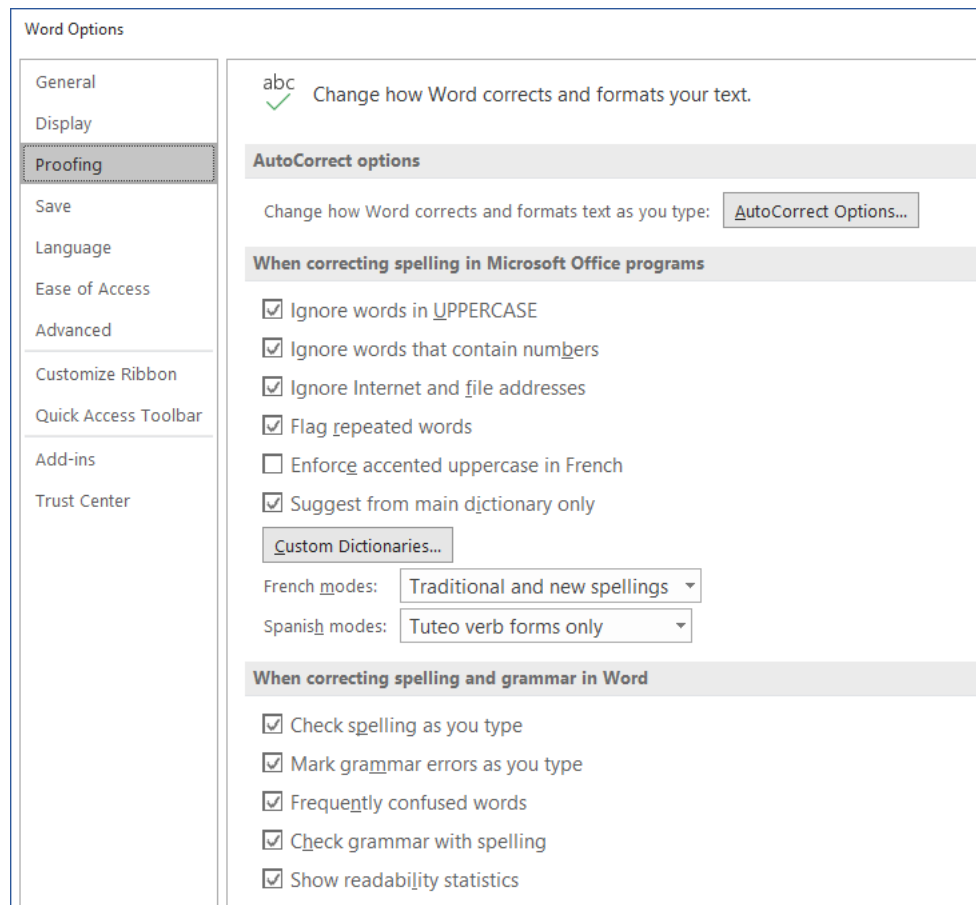 Word Options
General
Display
Proofing
Save
Language
Ease of Access
Advanced
Customize Ribbon
Quick Access Toolbar
Add-ins
Trust Center
abc
Change how Word corrects and formats your text.
AutoCorrect options
Change how Word corrects and formats text as you type: AutoCorrect Options...
When correcting spelling in Microsoft Office programs
Ignore words in UPPERCASE
Ignore words that contain numbers
Ignore Internet and file addresses
Flag repeated words
Enforce accented uppercase in French
Suggest from main dictionary only
Custom Dictionaries...
French modes: Traditional and new spellings
Spanish modes: Tuteo verb forms only
When correcting spelling and grammar in Word
Check spelling as you type
Mark grammar errors as you type
Frequently confused words
Check grammar with spelling
Show readability statistics